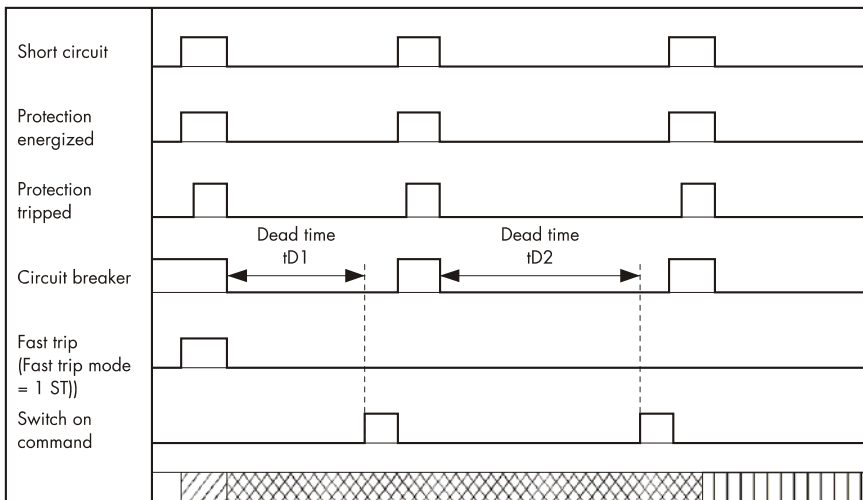 Short circuit
Protection
energized
Protection
tripped
Dead time
tD1
Dead time
tD2
Circuit breaker
Fast trip
(Fast trip mode
= 1 ST))
Switch on
command